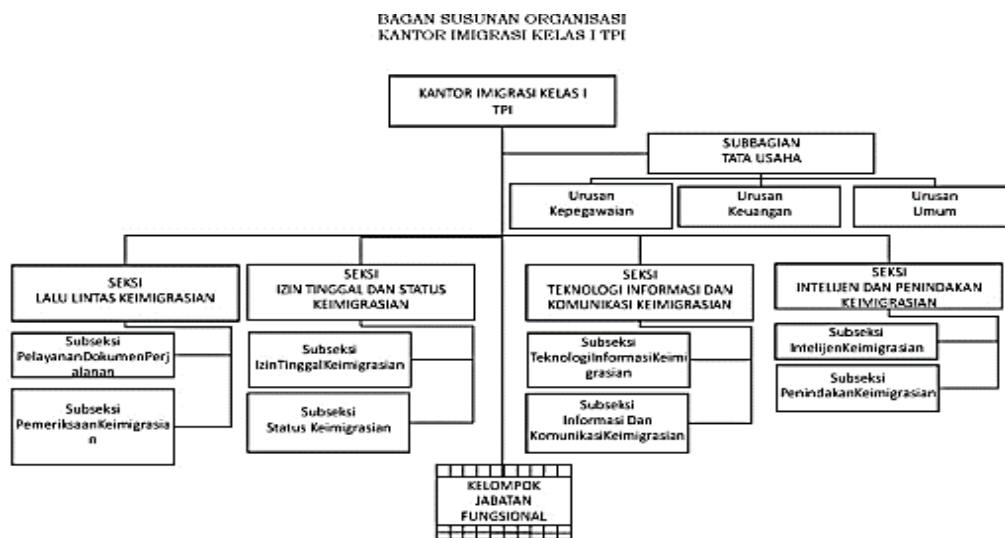 BAGAN SUSUNAN ORGANISASI
KANTOR IMIGRASI KELAS I TPI
KANTOR IMIGRASI KELAS I
TPI
SUBBAGIAN
TATA USAHA
Urusan
Kepegawaian
Urusan
Keuangan
Urusan
Umum
SEKSI
LALU LINTAS KEIMIGRASIAN
SEKSI
IZIN TINGGAL DAN STATUS
KEIMIGRASIAN
SEKSI
TEKNOLOGI INFORMASI DAN
KOMUNIKASI KEIMIGRASIAN
SEKSI
INTELIJEN DAN PENINDAKAN
KEIMIGRASIAN
Subseksi
PelayananDokumenPerj
alanan
Subseksi
IzinTinggalKeimigrasian
Subseksi
TeknologiInformasiKeimi
grasian
Subseksi
IntelijenKeimigrasian
Subseksi
PemeriksaanKeimigrasia
n
Subseksi
Status Keimigrasian
Subseksi
Informasi Dan
KomunikasiKeimigrasian
Subseksi
PenindakanKeimigrasian
KELOMPOK
JABATAN
FUNGSIONAL